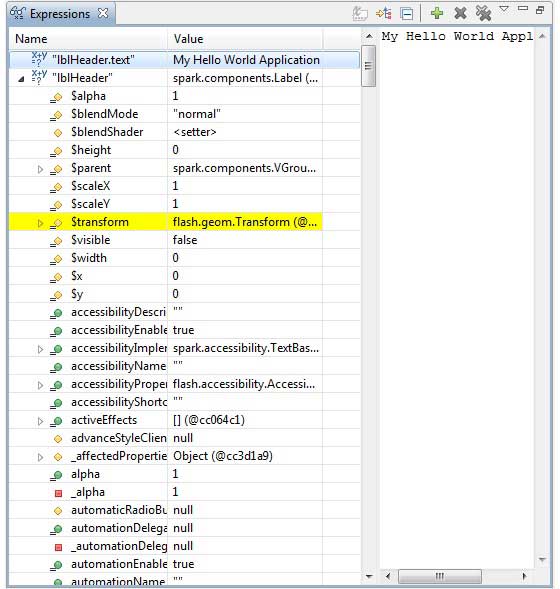 Expressions
Name Value
"lblHeader.text" My Hello World Application
"lblHeader" spark.components.Label (...
$alpha 1
$blendMode "normal"
$blendShader <setter>
$height 0
$parent spark.components.VGrou...
$scaleX 1
$scaleY 1
$transform flash.geom.Transform (@...
$visible false
$width 0
$x 0
$y 0
accessibilityDescri ""
accessibilityEnable true
accessibilityImplen spark.accessibility.TextBas...
accessibilityName ""
accessibilityProper flash.accessibility.Accessi...
accessibilityShortc ""
activeEffects [] (@cc064c1)
advanceStyleClien null
_affectedPropertie Object (@cc3d1a9)
alpha 1
_alpha 1
automaticRadioBu null
automationDelega null
_automationDeleg null
automationEnable true
automationName ""
My Hello World Appl